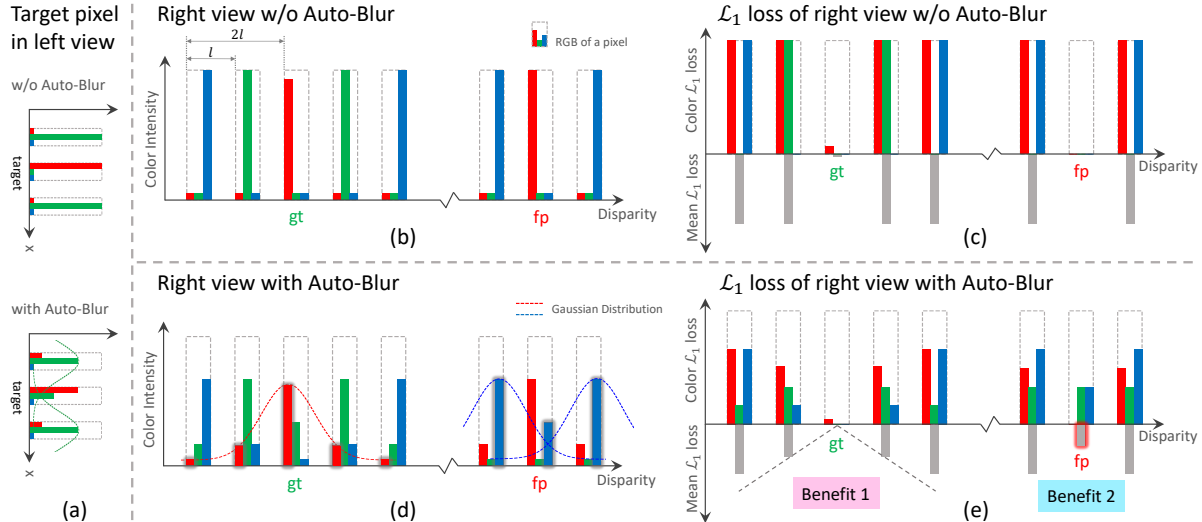 Target pixel
in left view
w/o Auto-Blur
target
x
with Auto-Blur
target
x
(a)
Right view w/o Auto-Blur
2l
l
RGB of a pixel
Color Intensity
gt
fp
Disparity
(b)
ℒ1 loss of right view w/o Auto-Blur
Color ℒ1 loss
Mean ℒ1 loss
gt
fp
Disparity
(c)
Right view with Auto-Blur
Gaussian Distribution
Color Intensity
gt
fp
Disparity
(d)
ℒ1 loss of right view with Auto-Blur
Color ℒ1 loss
Mean ℒ1 loss
gt
fp
Disparity
Benefit 1
Benefit 2
(e)